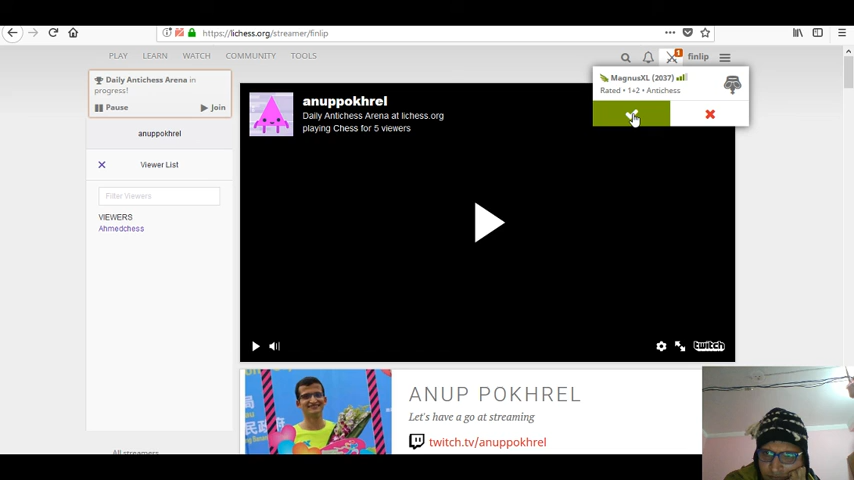 https://lichess.org/streamer/finlip
PLAY LEARN WATCH COMMUNITY TOOLS
1
finlip
Daily Antichess Arena in
progress!
Pause Join
anuppokhrel
Viewer List
Filter Viewers
VIEWERS
Ahmedchess
anuppokhrel
Daily Antichess Arena at lichess.org
playing Chess for 5 viewers
MagnusXL (2037)
Rated • 1+2 • Antichess
twitch
ANUP POKHREL
Let's have a go at streaming
twitch.tv/anuppokhrel
All streamers